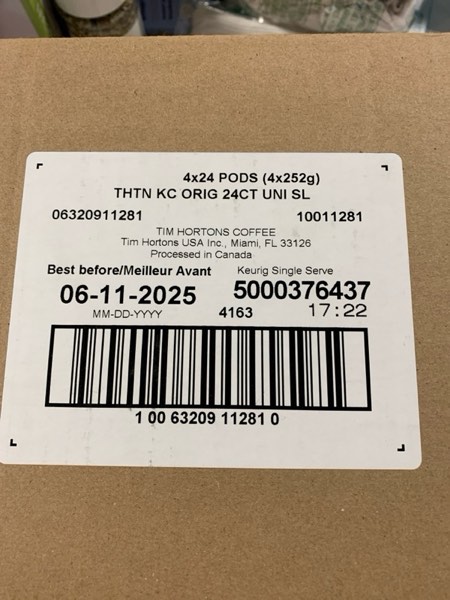 4x24 PODS (4x252g)
THTN KC ORIG 24CT UNI SL
06320911281 10011281
TIM HORTONS COFFEE
Tim Hortons USA Inc., Miami, FL 33126
Processed in Canada
Best before/Meilleur Avant Keurig Single Serve
06-11-2025 5000376437
MM-DD-YYYY 4163 17:22
1 00 63209 11281 0